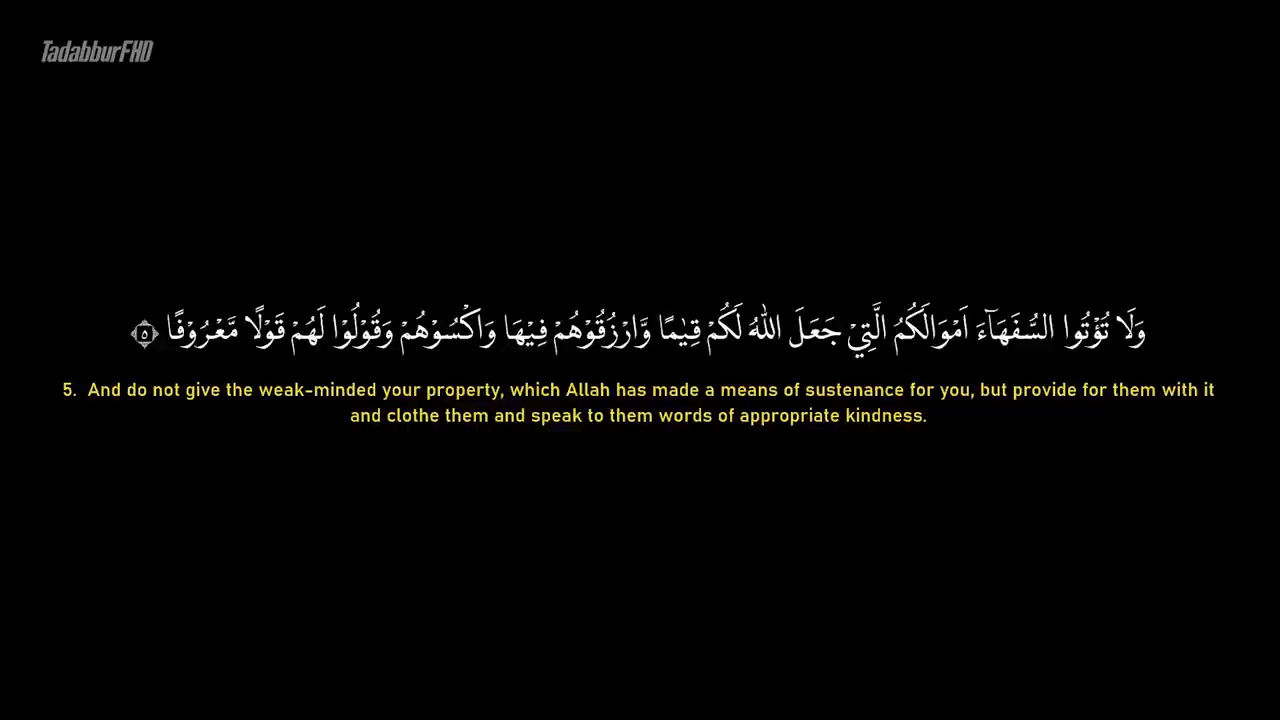 TadabburFHD
وَلَا تُؤْتُوا السُّفَهَآءَ اَمْوَالَكُمُ الَّتِيْ جَعَلَ اللّٰهُ لَكُمْ قِيٰمًا وَّارْزُقُوْهُمْ فِيْهَا وَاكْسُوْهُمْ وَقُوْلُوْا لَهُمْ قَوْلًا مَّعْرُوْفًا ۝٥
5. And do not give the weak-minded your property, which Allah has made a means of sustenance for you, but provide for them with it
and clothe them and speak to them words of appropriate kindness.